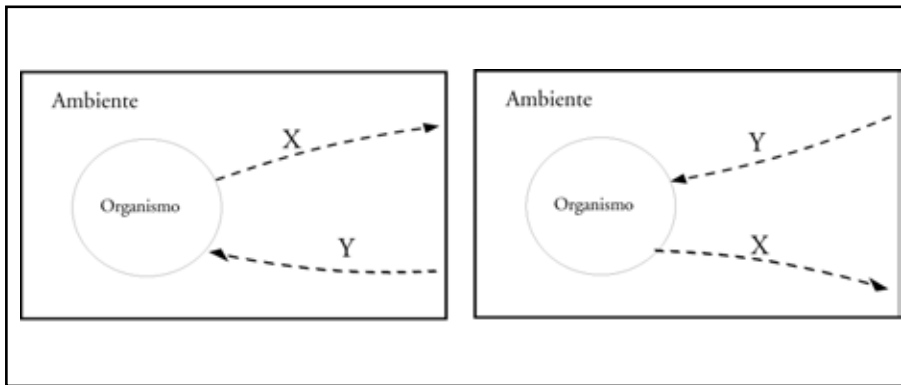 Ambiente
X
Organismo
Y
Ambiente
Y
Organismo
X